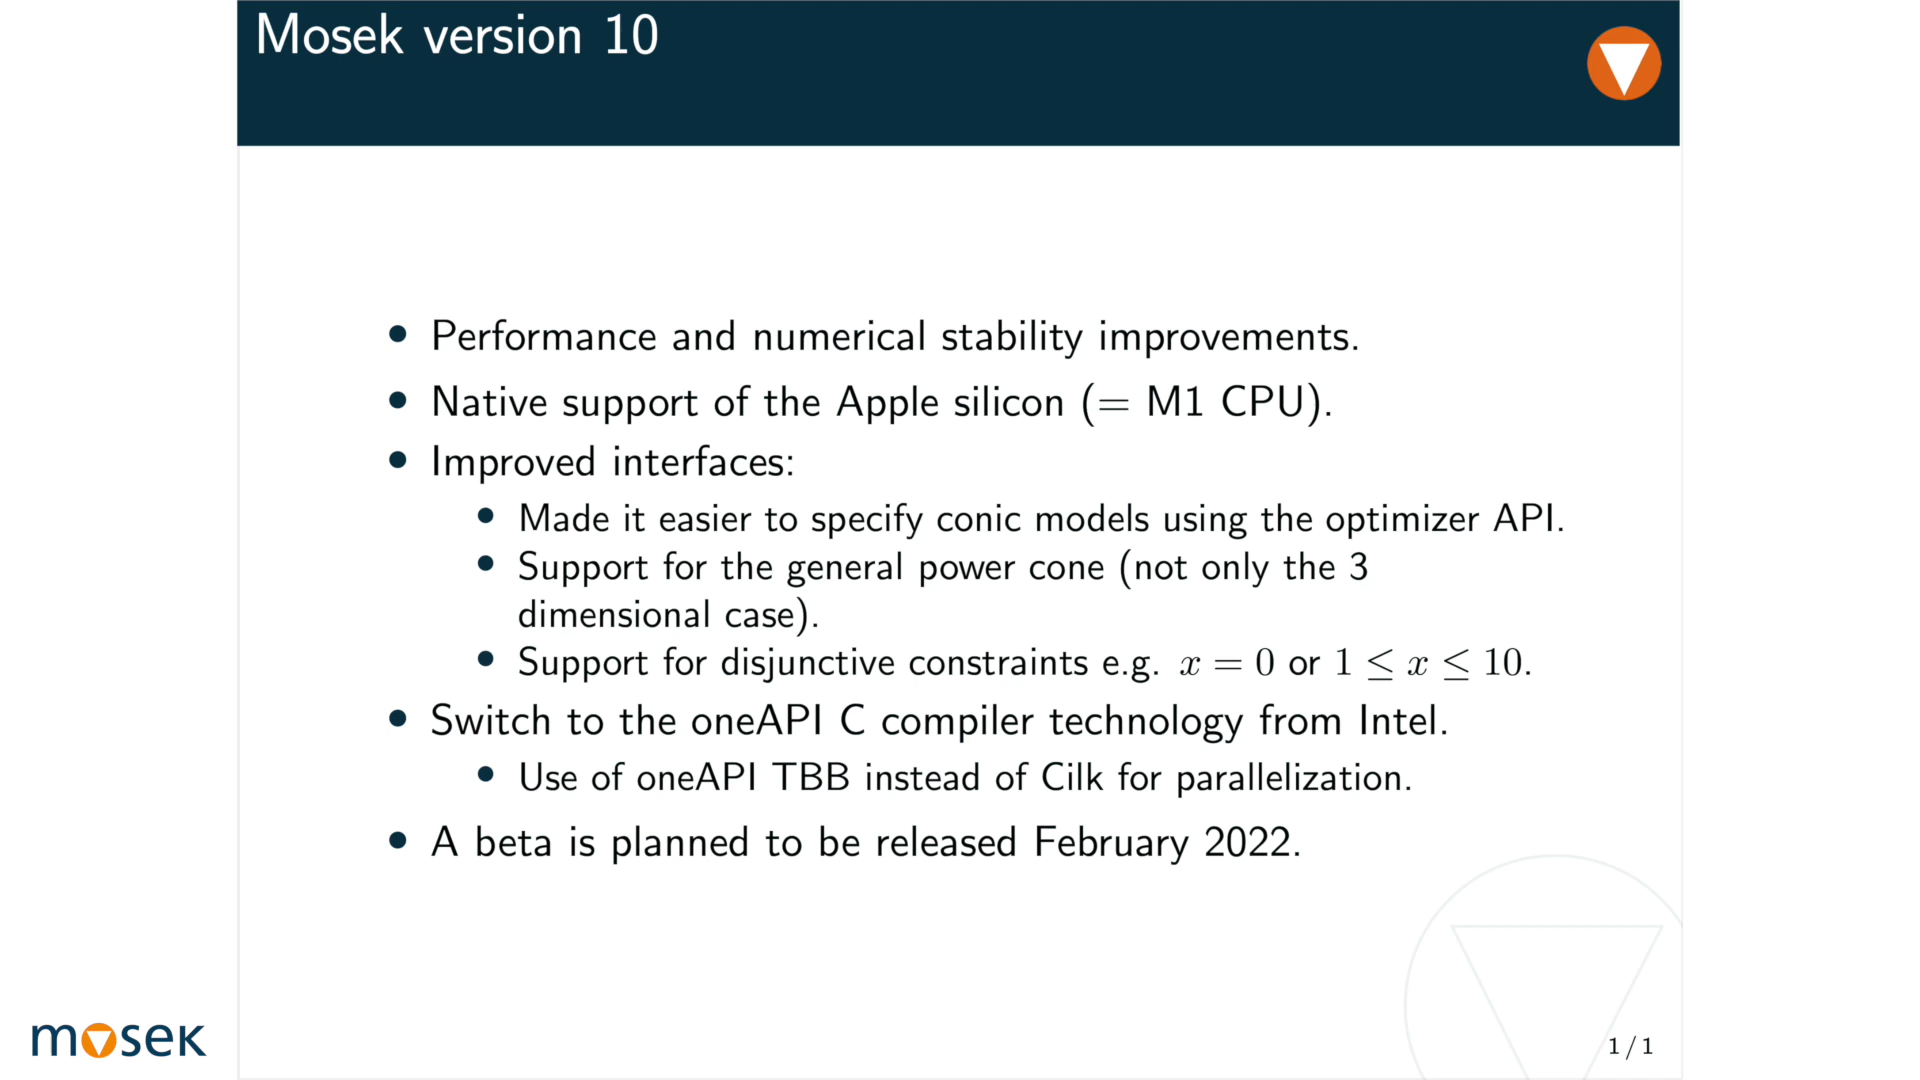 Mosek version 10
• Performance and numerical stability improvements.
• Native support of the Apple silicon (= M1 CPU).
• Improved interfaces:
• Made it easier to specify conic models using the optimizer API.
• Support for the general power cone (not only the 3
dimensional case).
• Support for disjunctive constraints e.g. x = 0 or 1 ≤ x ≤ 10.
• Switch to the oneAPI C compiler technology from Intel.
• Use of oneAPI TBB instead of Cilk for parallelization.
• A beta is planned to be released February 2022.
mosek
1 / 1